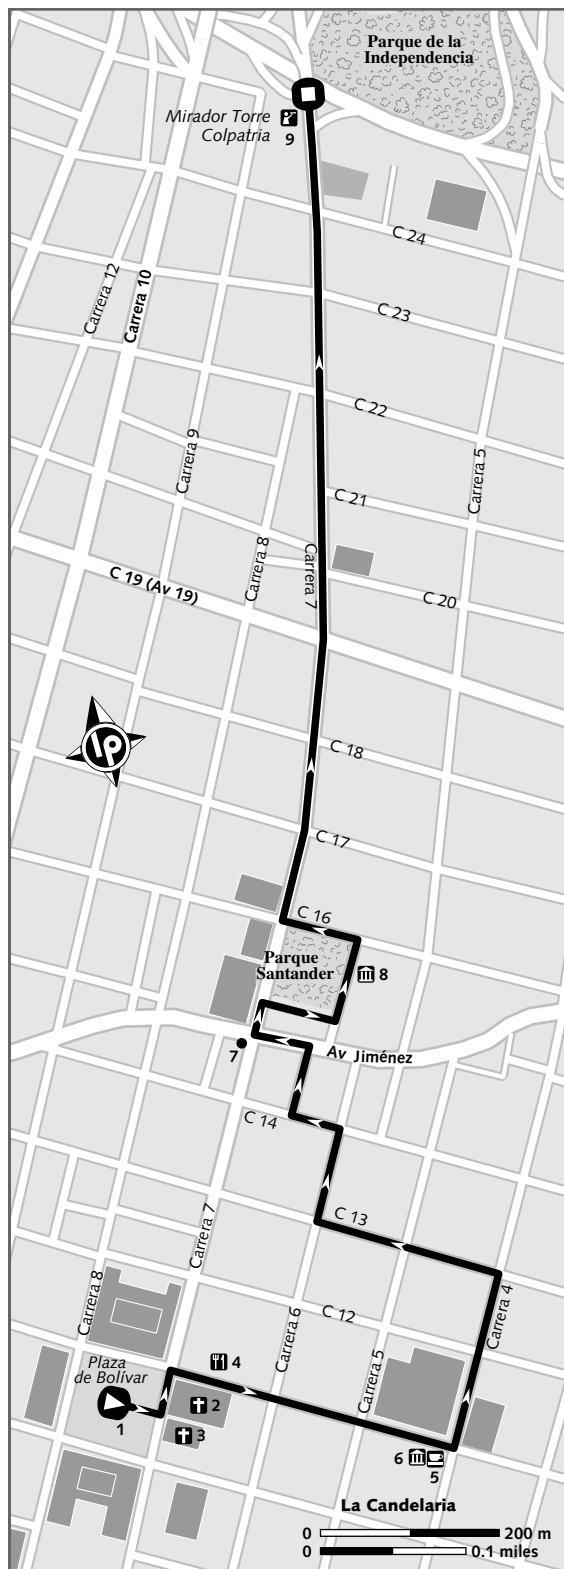 Parque de la
Independencia
Mirador Torre
Colpatria
9
C 24
Carrera 12
Carrera 10
C 23
C 22
Carrera 9
Carrera 5
C 21
Carrera 8
Carrera 7
C 19 (Av 19)
C 20
lp
C 18
C 17
C 16
Parque
Santander
8
7
Av Jiménez
C 14
C 13
Carrera 7
Carrera 8
Carrera 6
C 12
Carrera 4
Carrera 5
Plaza
de Bolívar
4
2
1
3
6
5
La Candelaria
0 200 m
0 0.1 miles